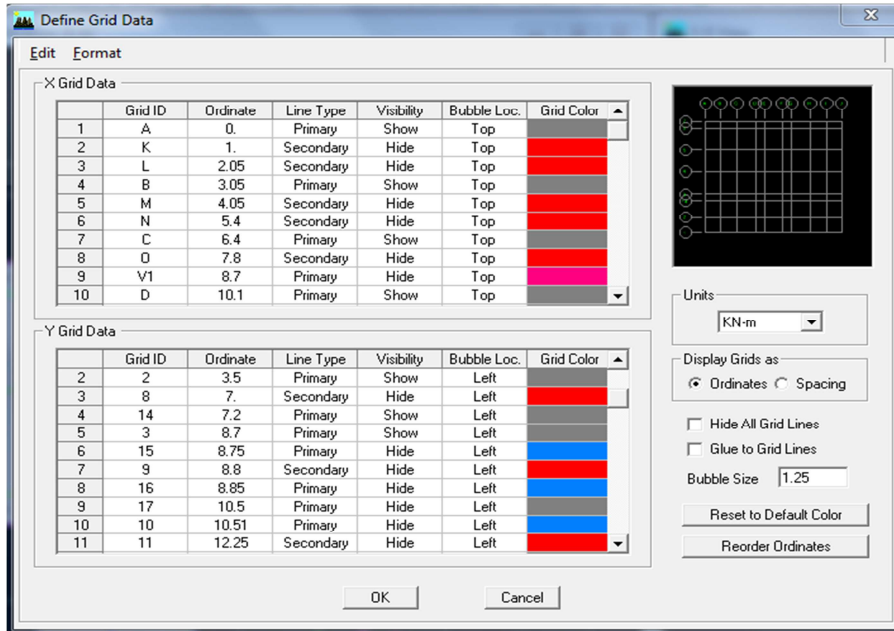 Define Grid Data
Edit Format
X Grid Data
Grid ID Ordinate Line Type Visibility Bubble Loc. Grid Color
1 A 0. Primary Show Top
2 K 1. Secondary Hide Top
3 L 2.05 Secondary Hide Top
4 B 3.05 Primary Show Top
5 M 4.05 Secondary Hide Top
6 N 5.4 Secondary Hide Top
7 C 6.4 Primary Show Top
8 O 7.8 Secondary Hide Top
9 V1 8.7 Primary Hide Top
10 D 10.1 Primary Show Top
Y Grid Data
Grid ID Ordinate Line Type Visibility Bubble Loc. Grid Color
2 2 3.5 Primary Show Left
3 8 7. Secondary Hide Left
4 14 7.2 Primary Show Left
5 3 8.7 Primary Show Left
6 15 8.75 Primary Hide Left
7 9 8.8 Secondary Hide Left
8 16 8.85 Primary Hide Left
9 17 10.5 Primary Hide Left
10 10 10.51 Primary Hide Left
11 11 12.25 Secondary Hide Left
Units
KN-m
Display Grids as
Ordinates Spacing
Hide All Grid Lines
Glue to Grid Lines
Bubble Size 1.25
Reset to Default Color
Reorder Ordinates
OK Cancel